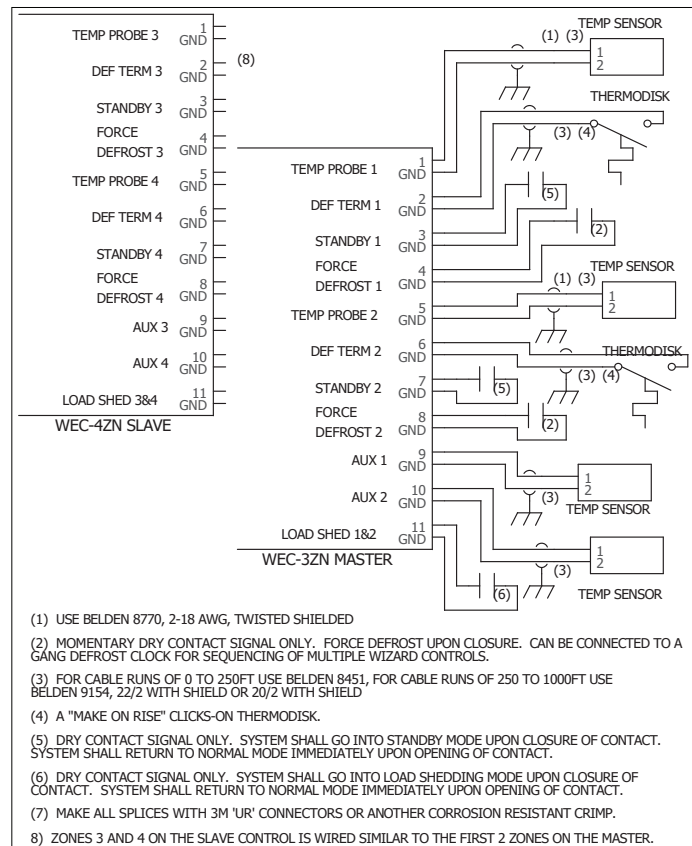 TEMP PROBE 3
1
GND
DEF TERM 3
2
GND
STANDBY 3
3
GND
FORCE
DEFROST 3
4
GND
TEMP PROBE 4
5
GND
DEF TERM 4
6
GND
STANDBY 4
7
GND
FORCE
DEFROST 4
8
GND
AUX 3
9
GND
AUX 4
10
GND
LOAD SHED 3&4
11
GND
WEC-4ZN SLAVE
(8)
TEMP PROBE 1
1
GND
DEF TERM 1
2
GND
STANDBY 1
3
GND
FORCE
DEFROST 1
4
GND
TEMP PROBE 2
5
GND
DEF TERM 2
6
GND
STANDBY 2
7
GND
FORCE
DEFROST 2
8
GND
AUX 1
9
GND
AUX 2
10
GND
LOAD SHED 1&2
11
GND
WEC-3ZN MASTER
TEMP SENSOR
(1) (3)
1
2
THERMODISK
(3) (4)
(5)
(2)
TEMP SENSOR
(1) (3)
1
2
THERMODISK
(3) (4)
(5)
(2)
1
2
(3)
TEMP SENSOR
1
2
(3)
(6)
TEMP SENSOR
(1) USE BELDEN 8770, 2-18 AWG, TWISTED SHIELDED
(2) MOMENTARY DRY CONTACT SIGNAL ONLY. FORCE DEFROST UPON CLOSURE. CAN BE CONNECTED TO A
GANG DEFROST CLOCK FOR SEQUENCING OF MULTIPLE WIZARD CONTROLS.
(3) FOR CABLE RUNS OF 0 TO 250FT USE BELDEN 8451, FOR CABLE RUNS OF 250 TO 1000FT USE
BELDEN 9154, 22/2 WITH SHIELD OR 20/2 WITH SHIELD
(4) A "MAKE ON RISE" CLICKS-ON THERMODISK.
(5) DRY CONTACT SIGNAL ONLY. SYSTEM SHALL GO INTO STANDBY MODE UPON CLOSURE OF CONTACT.
SYSTEM SHALL RETURN TO NORMAL MODE IMMEDIATELY UPON OPENING OF CONTACT.
(6) DRY CONTACT SIGNAL ONLY. SYSTEM SHALL GO INTO LOAD SHEDDING MODE UPON CLOSURE OF
CONTACT. SYSTEM SHALL RETURN TO NORMAL MODE IMMEDIATELY UPON OPENING OF CONTACT.
(7) MAKE ALL SPLICES WITH 3M 'UR' CONNECTORS OR ANOTHER CORROSION RESISTANT CRIMP.
8) ZONES 3 AND 4 ON THE SLAVE CONTROL IS WIRED SIMILAR TO THE FIRST 2 ZONES ON THE MASTER.